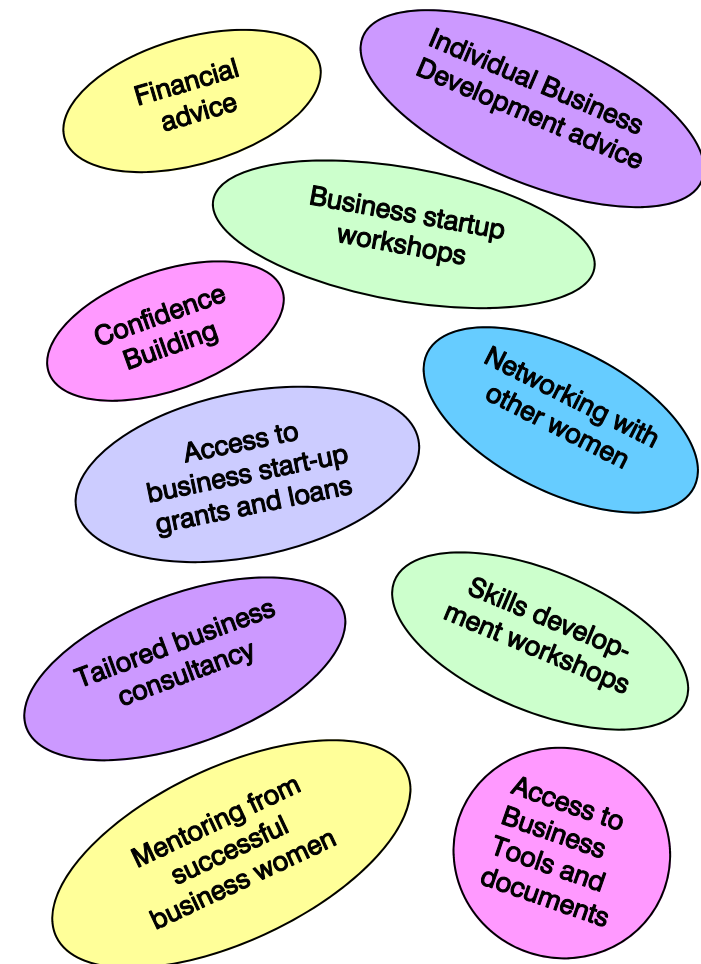 Financial
advice
Individual Business
Development advice
Business startup
workshops
Confidence
Building
Networking with
other women
Access to
business start-up
grants and loans
Skills develop-
ment workshops
Tailored business
consultancy
Mentoring from
successful
business women
Access to
Business
Tools and
documents